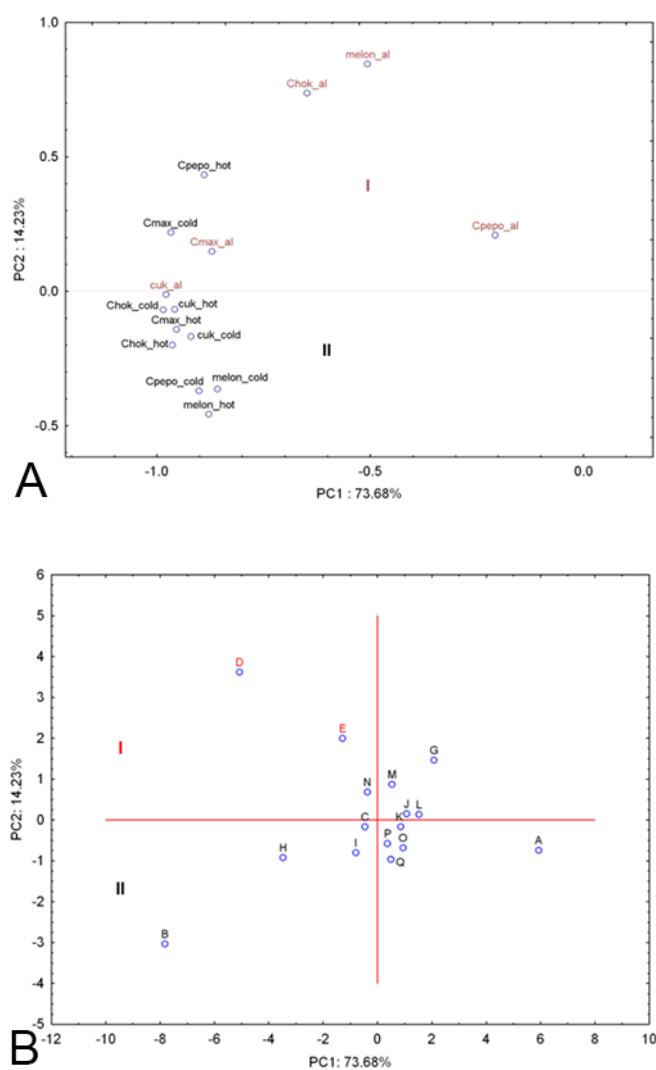 1.0
melon_al
Chok_al
0.5
Cpepo_hot
I
Cmax_cold
Cmax_al
Cpepo_al
PC2 : 14.23%
cuk_al
0.0
Chok_cold
cuk_hot
Cmax_hot
Chok_hot
cuk_cold
II
Cpepo_cold
melon_cold
melon_hot
-0.5
-1.0 -0.5 0.0
A
PC1 : 73.68%
6
5
4
D
3
E
2
I
G
M
N
1
J L
C K
0
PC2: 14.23%
P O
H I A
-1
Q
II
-2
B
-3
-4
-5
B
-12 -10 -8 -6 -4 -2 0 2 4 6 8 10
PC1: 73.68%